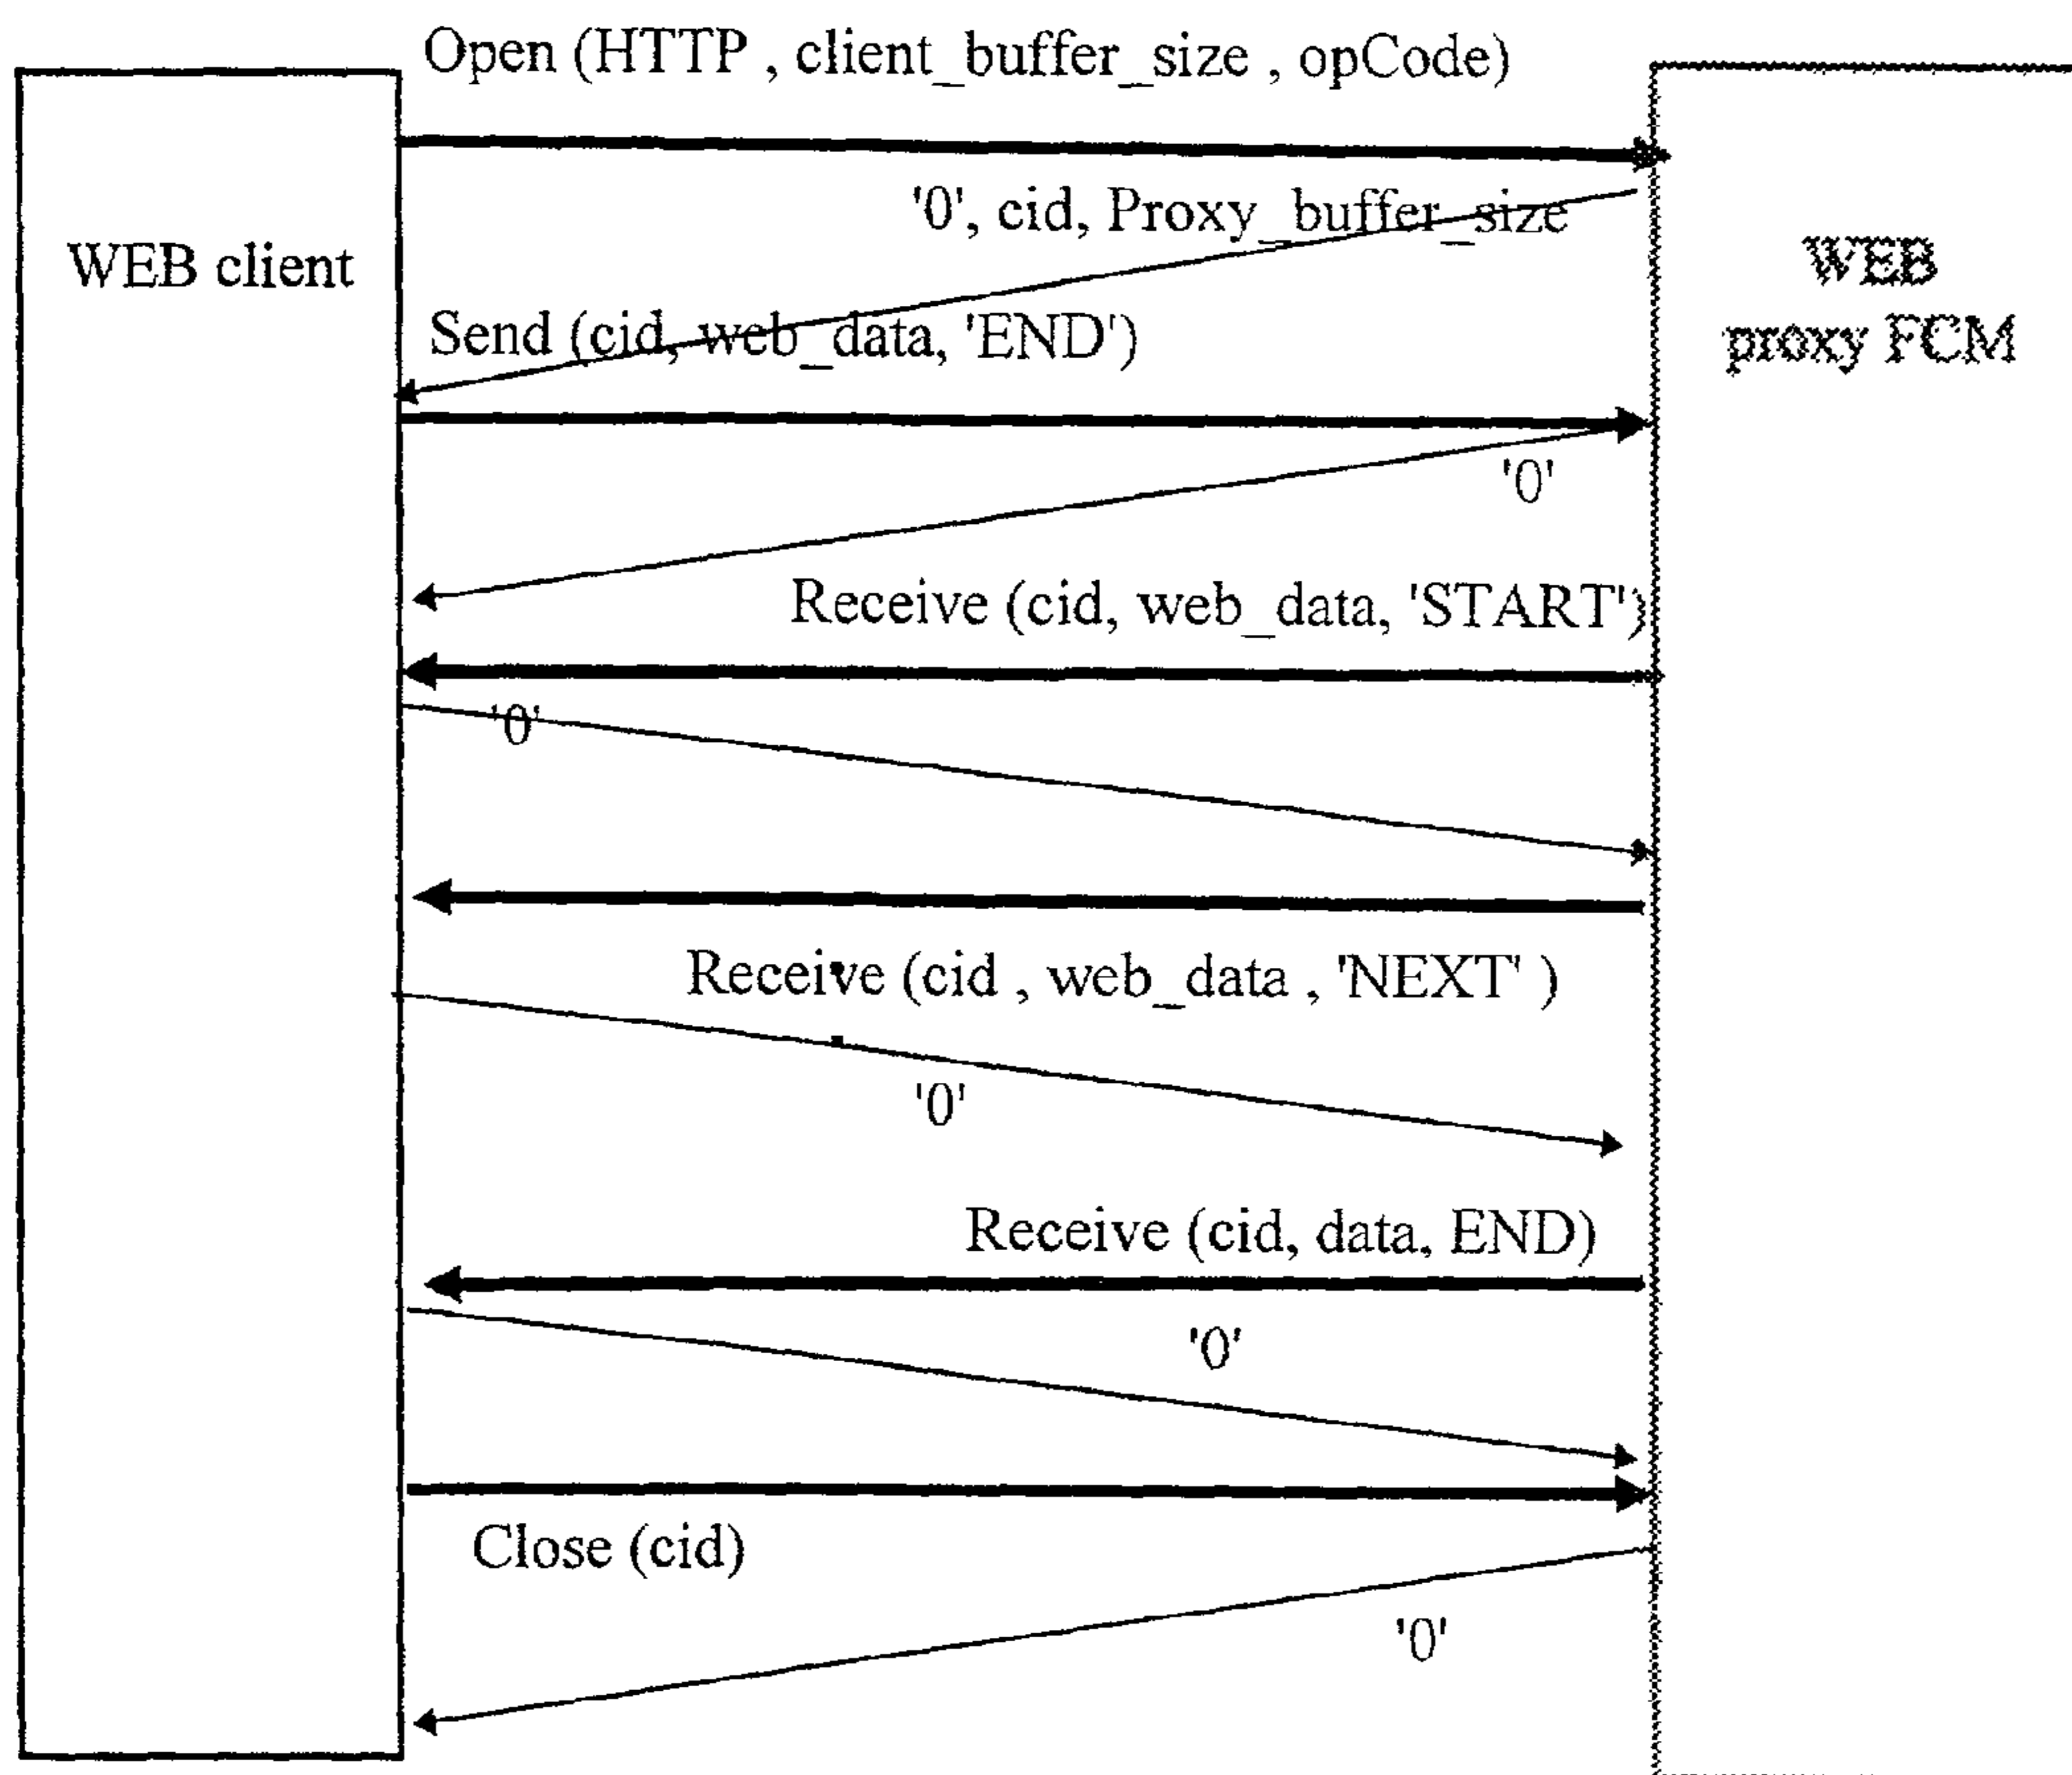 Open (HTTP , client_buffer_size , opCode)
'0', cid, Proxy_buffer_size
WEB client
WEB
proxy FCM
Send (cid, web_data, 'END')
'0'
Receive (cid, web_data, 'START')
'0'
Receive (cid , web_data , 'NEXT' )
'0'
Receive (cid, data, END)
'0'
Close (cid)
'0'